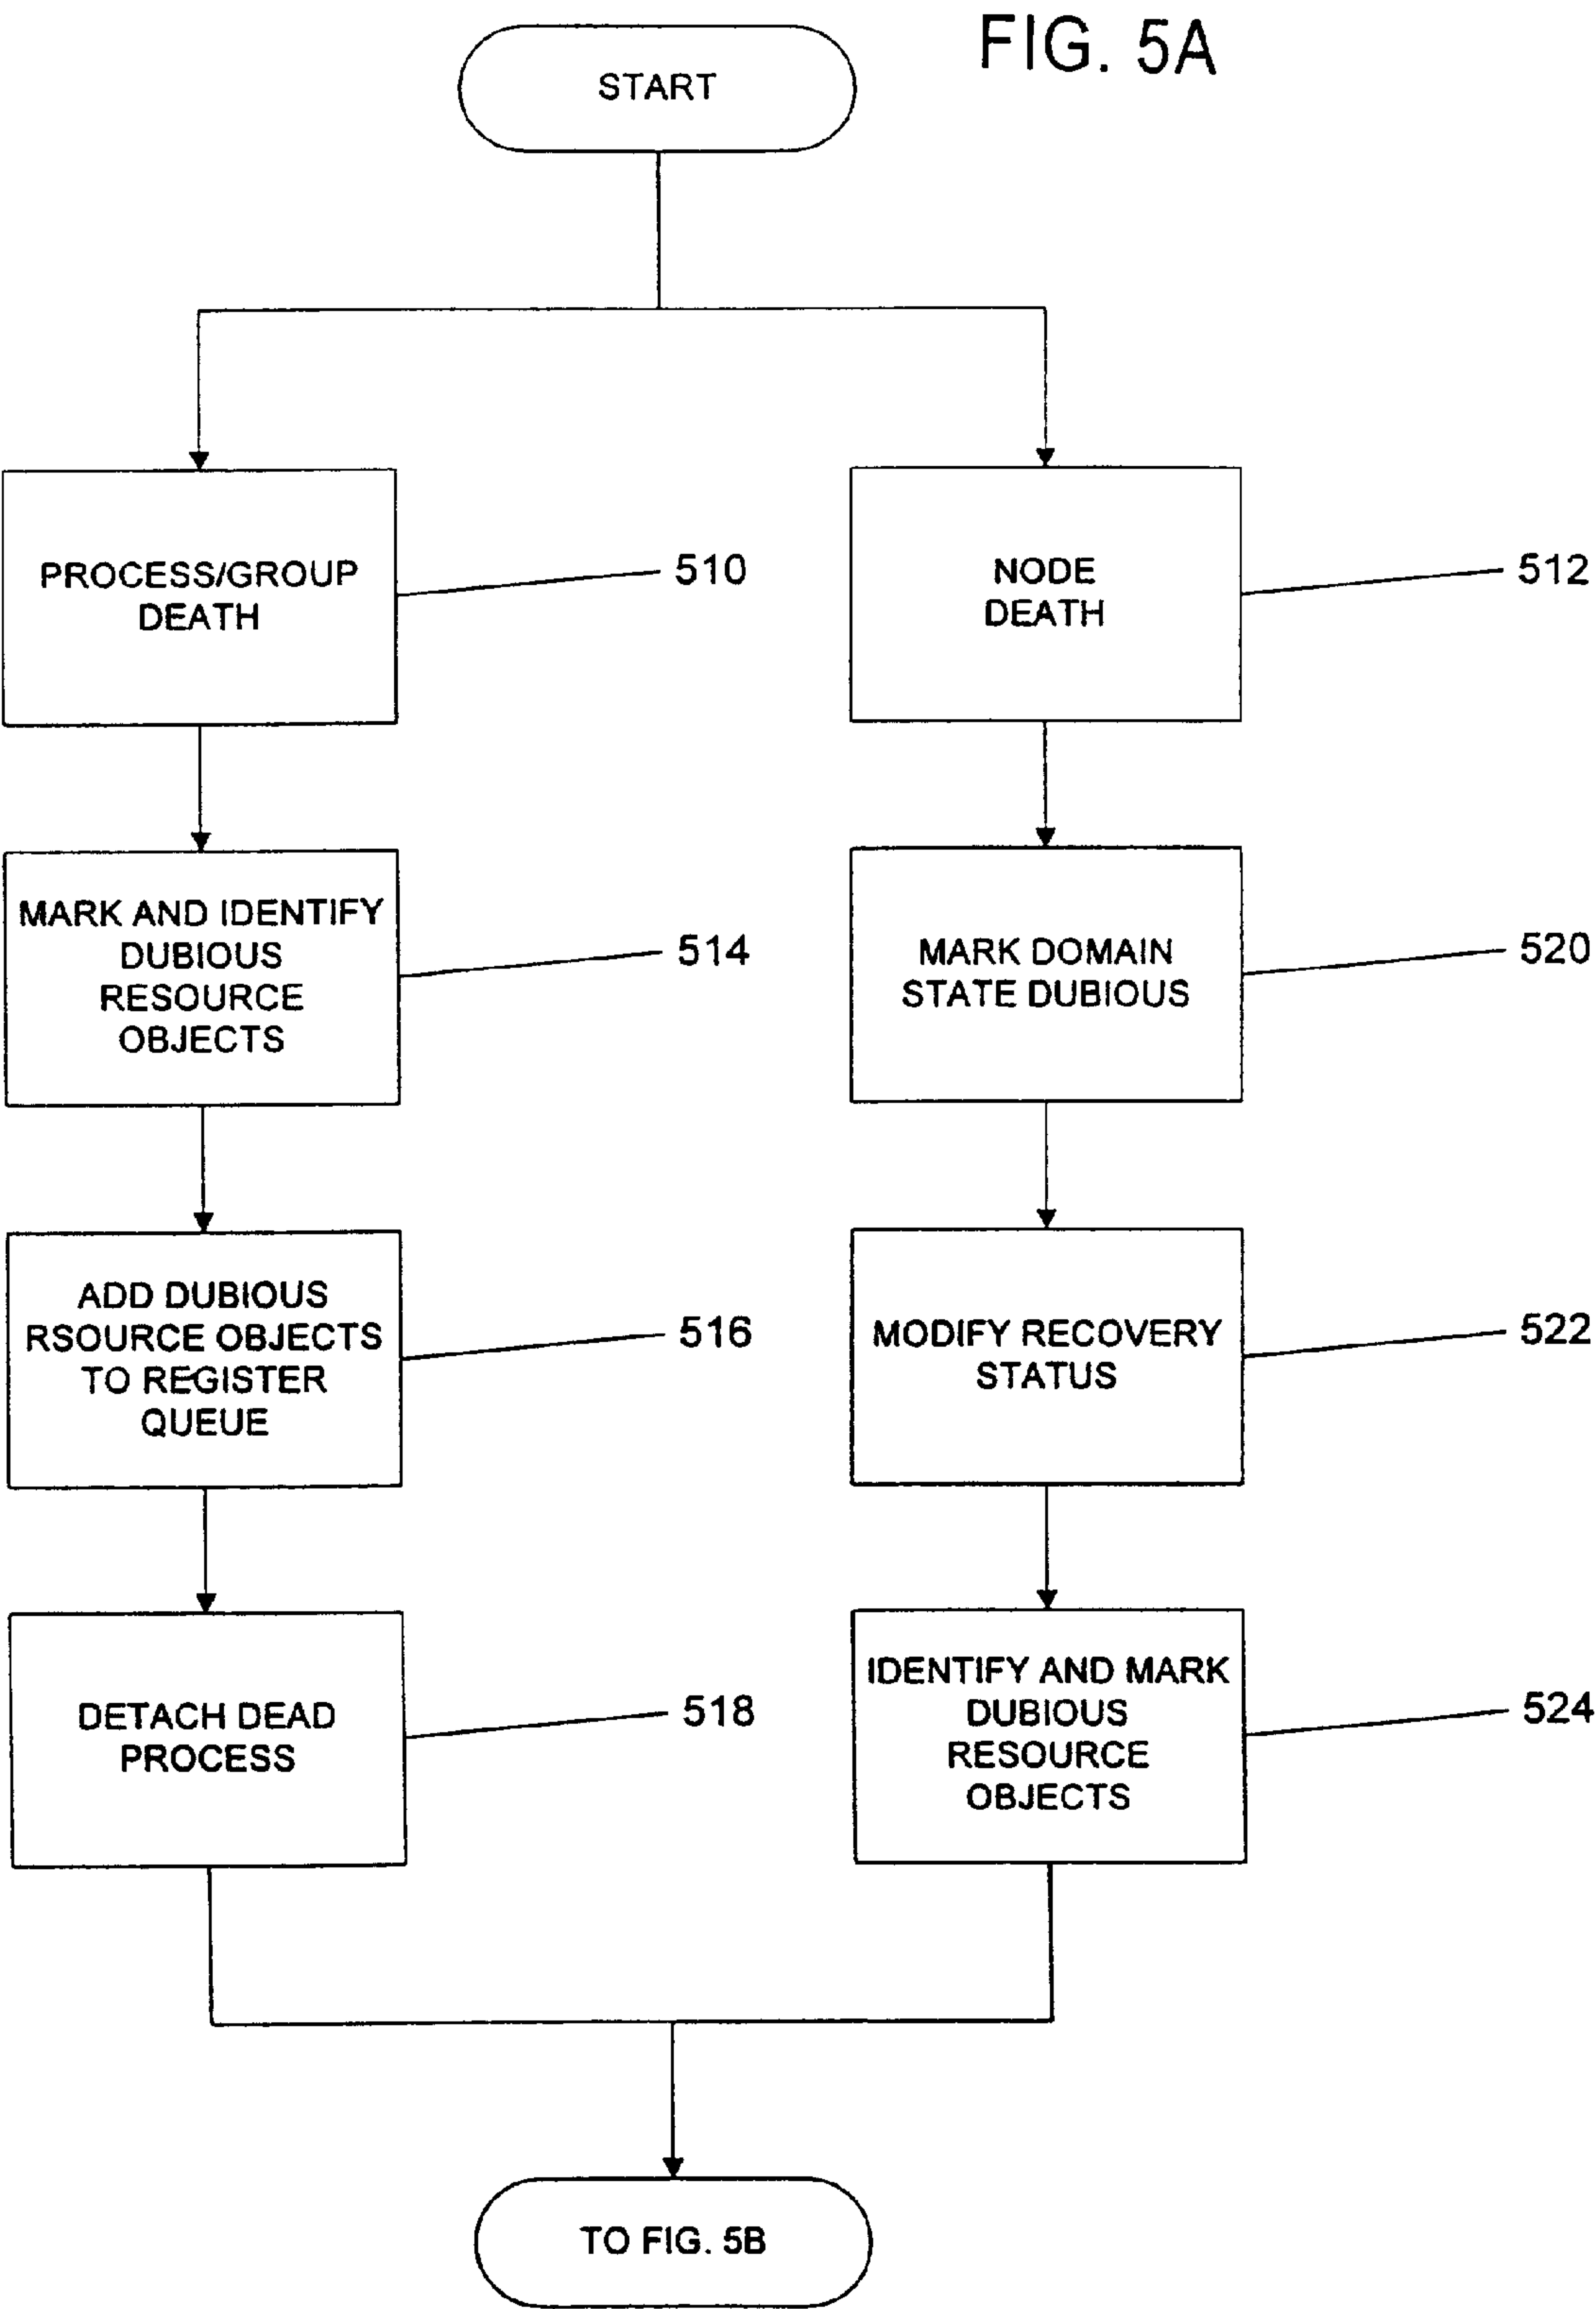 FIG. 5A
START
PROCESS/GROUP
DEATH
510
NODE
DEATH
512
MARK AND IDENTIFY
DUBIOUS
RESOURCE
OBJECTS
514
MARK DOMAIN
STATE DUBIOUS
520
ADD DUBIOUS
RSOURCE OBJECTS
TO REGISTER
QUEUE
516
MODIFY RECOVERY
STATUS
522
DETACH DEAD
PROCESS
518
IDENTIFY AND MARK
DUBIOUS
RESOURCE
OBJECTS
524
TO FIG. 5B